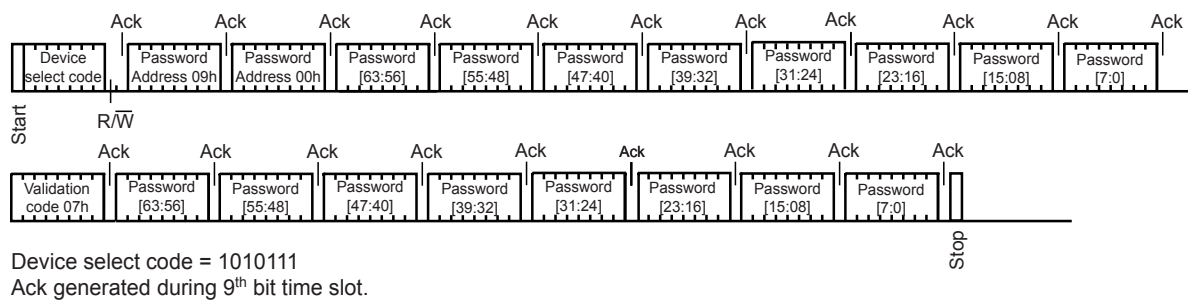 Ack Ack Ack Ack Ack Ack Ack Ack Ack Ack Ack
Device select code
Password Address 09h
Password Address 00h
Password [63:56]
Password [55:48]
Password [47:40]
Password [39:32]
Password [31:24]
Password [23:16]
Password [15:08]
Password [7:0]
Start
R/W̅
Ack Ack Ack Ack Ack Ack Ack Ack Ack
Validation code 07h
Password [63:56]
Password [55:48]
Password [47:40]
Password [39:32]
Password [31:24]
Password [23:16]
Password [15:08]
Password [7:0]
Stop
Device select code = 1010111
Ack generated during 9th bit time slot.